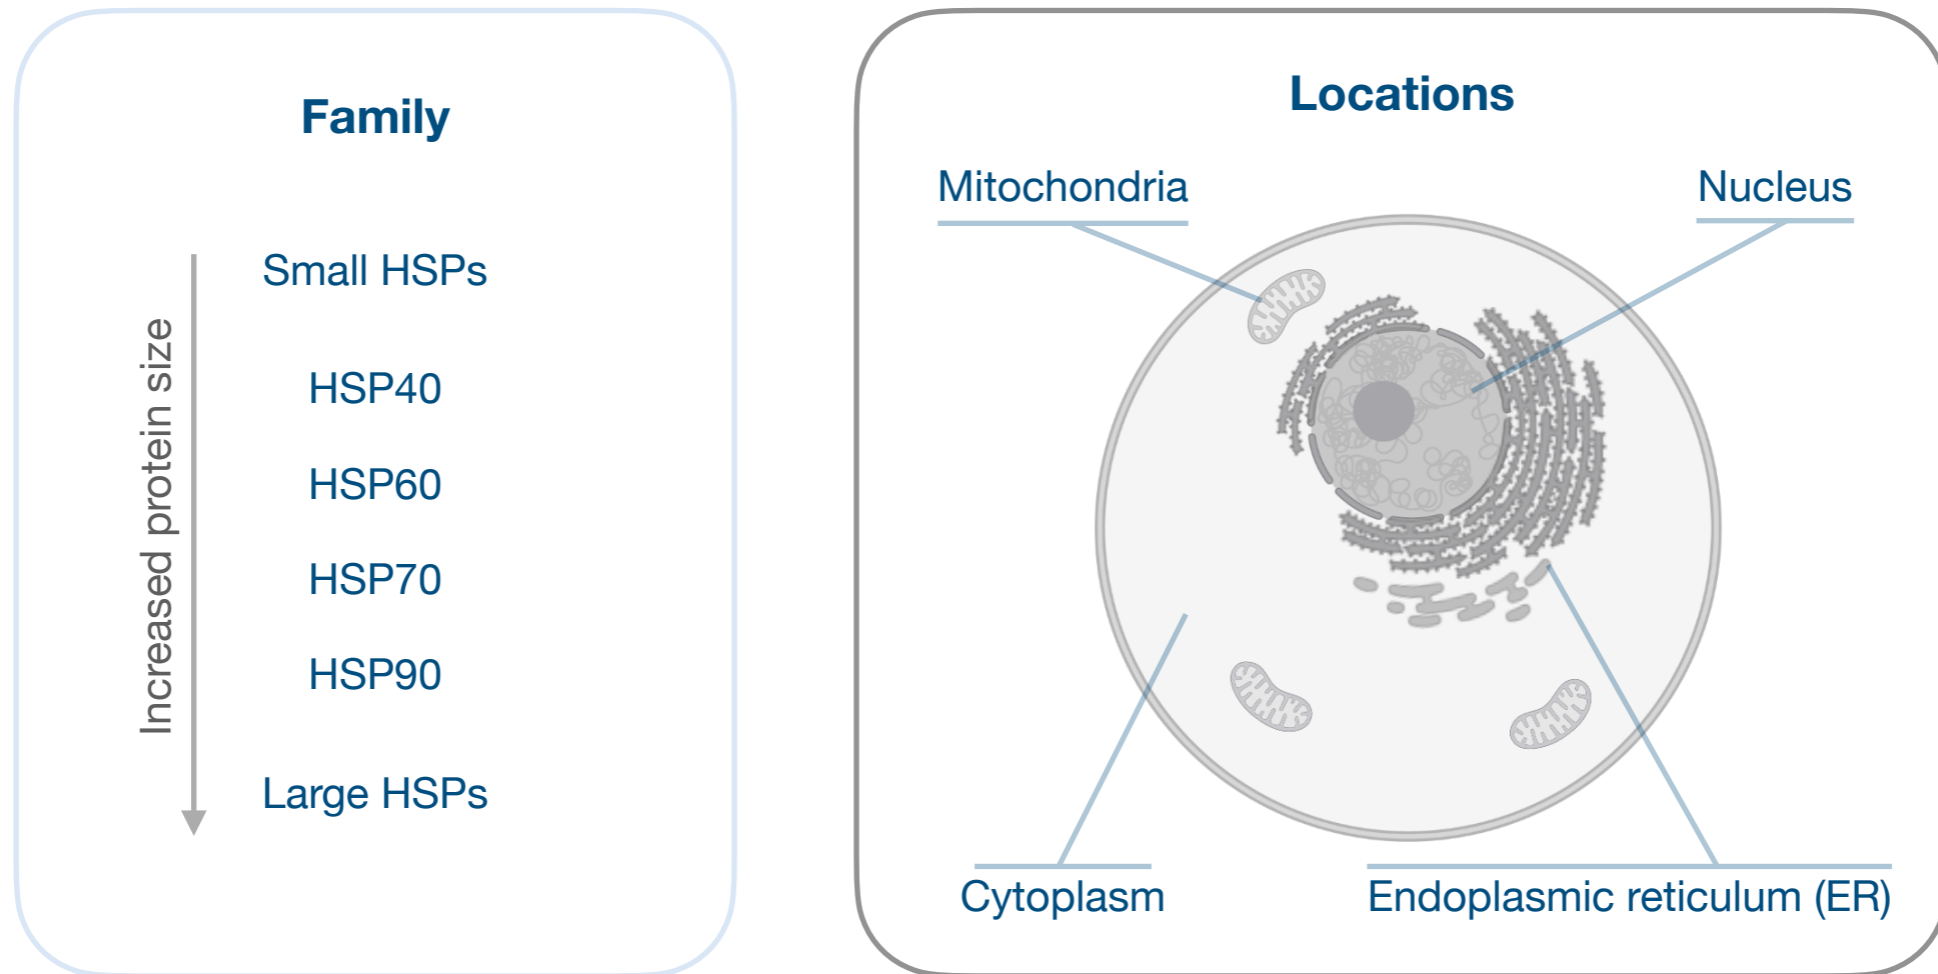 Family
Increased protein size
Small HSPs
HSP40
HSP60
HSP70
HSP90
Large HSPs
Locations
Mitochondria
Nucleus
Cytoplasm
Endoplasmic reticulum (ER)